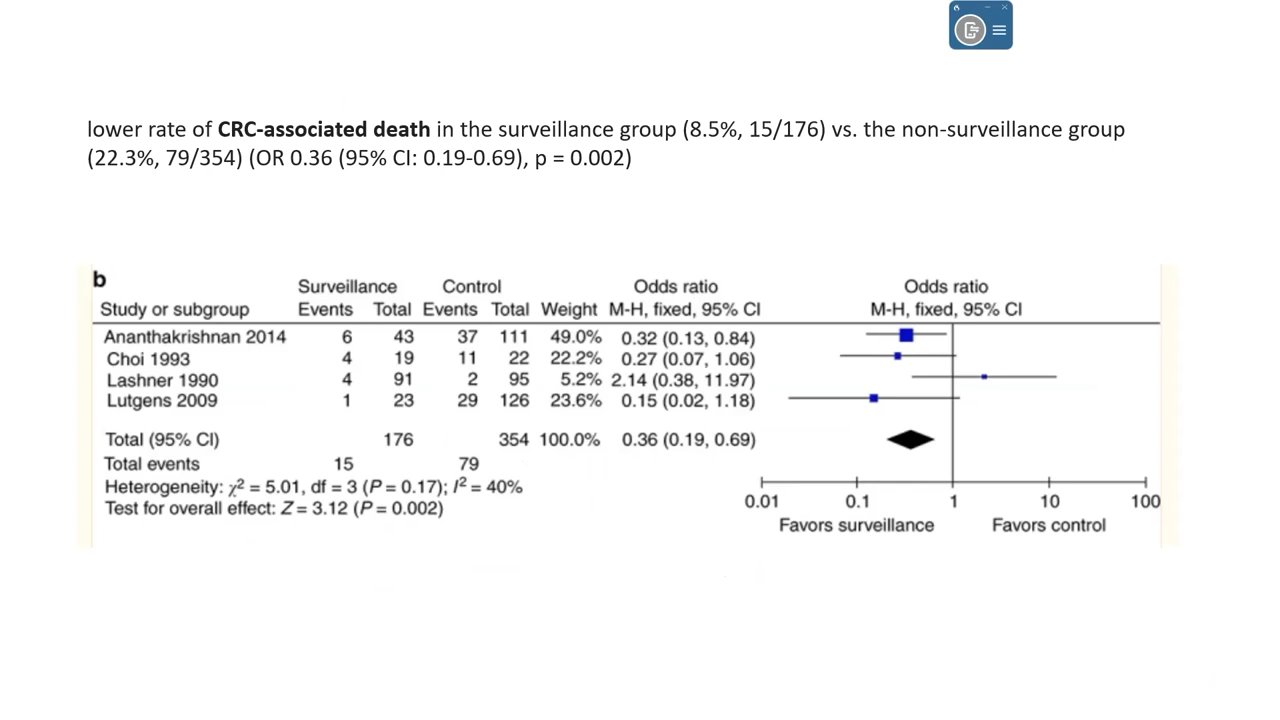 lower rate of CRC-associated death in the surveillance group (8.5%, 15/176) vs. the non-surveillance group
(22.3%, 79/354) (OR 0.36 (95% CI: 0.19-0.69), p = 0.002)
b
Surveillance Control Odds ratio Odds ratio
Study or subgroup Events Total Events Total Weight M-H, fixed, 95% CI M-H, fixed, 95% CI
Ananthakrishnan 2014 6 43 37 111 49.0% 0.32 (0.13, 0.84)
Choi 1993 4 19 11 22 22.2% 0.27 (0.07, 1.06)
Lashner 1990 4 91 2 95 5.2% 2.14 (0.38, 11.97)
Lutgens 2009 1 23 29 126 23.6% 0.15 (0.02, 1.18)
Total (95% CI) 176 354 100.0% 0.36 (0.19, 0.69)
Total events 15 79
Heterogeneity: χ² = 5.01, df = 3 (P = 0.17); I² = 40%
Test for overall effect: Z = 3.12 (P = 0.002)
0.01 0.1 1 10 100
Favors surveillance Favors control